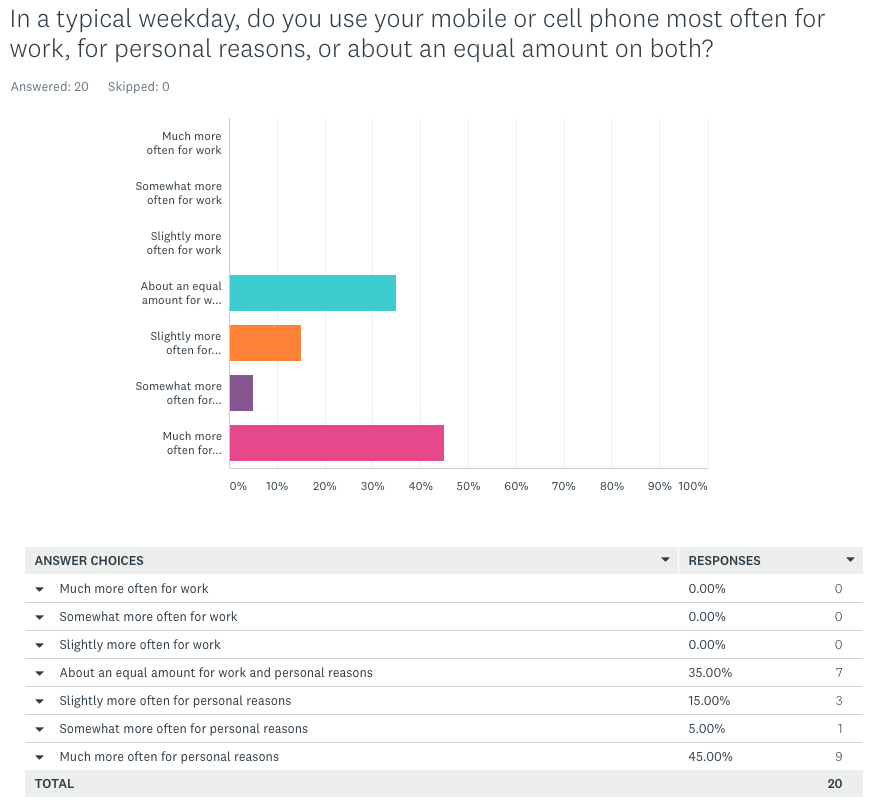 In a typical weekday, do you use your mobile or cell phone most often for
work, for personal reasons, or about an equal amount on both?
Answered: 20 Skipped: 0
Much more
often for work
Somewhat more
often for work
Slightly more
often for work
About an equal
amount for w...
Slightly more
often for...
Somewhat more
often for...
Much more
often for...
0% 10% 20% 30% 40% 50% 60% 70% 80% 90% 100%
ANSWER CHOICES RESPONSES
Much more often for work 0.00% 0
Somewhat more often for work 0.00% 0
Slightly more often for work 0.00% 0
About an equal amount for work and personal reasons 35.00% 7
Slightly more often for personal reasons 15.00% 3
Somewhat more often for personal reasons 5.00% 1
Much more often for personal reasons 45.00% 9
TOTAL 20